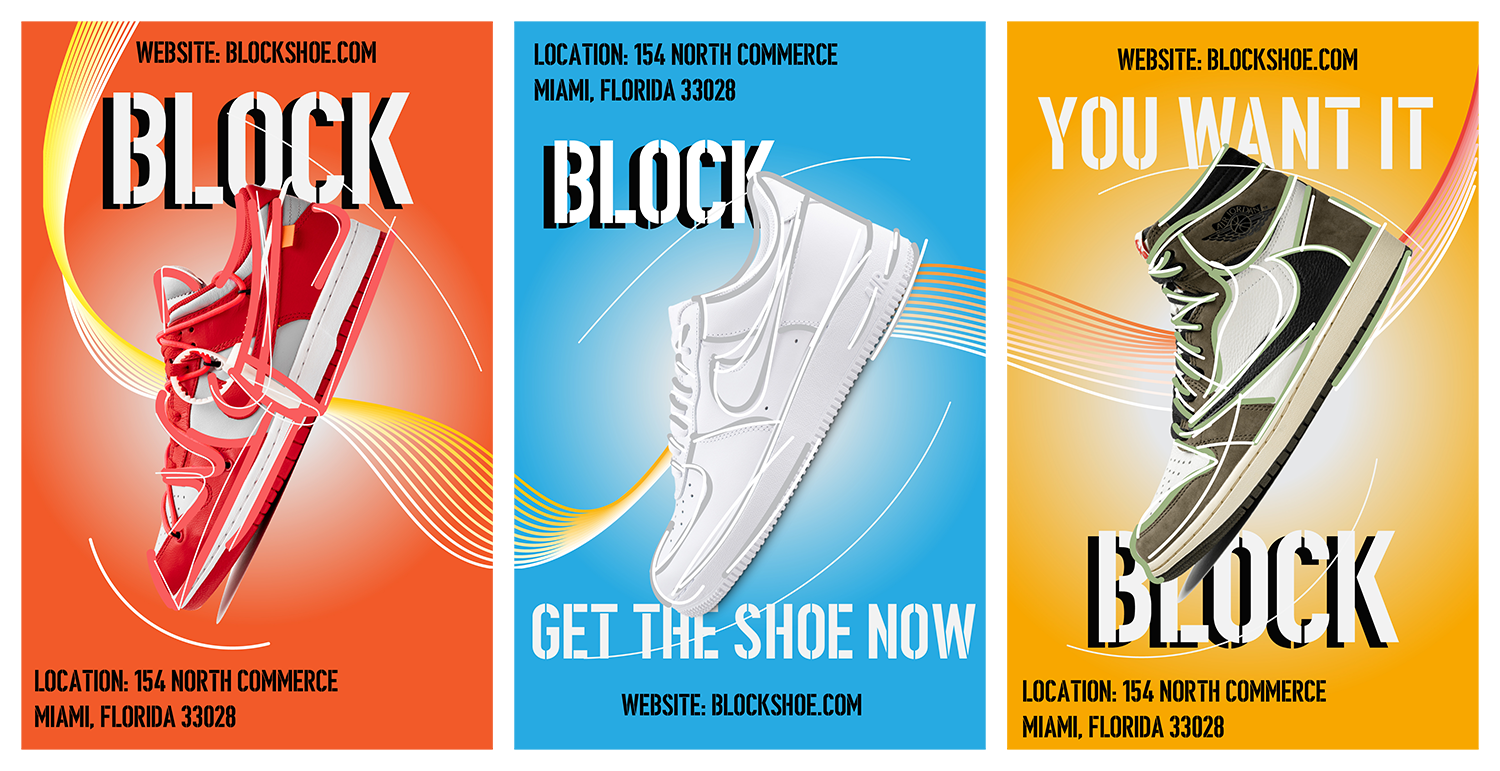 WEBSITE: BLOCKSHOE.COM
BLOCK
LOCATION: 154 NORTH COMMERCE
MIAMI, FLORIDA 33028
LOCATION: 154 NORTH COMMERCE
MIAMI, FLORIDA 33028
BLOCK
GET THE SHOE NOW
WEBSITE: BLOCKSHOE.COM
WEBSITE: BLOCKSHOE.COM
YOU WANT IT
AIR JORDAN
BLOCK
LOCATION: 154 NORTH COMMERCE
MIAMI, FLORIDA 33028